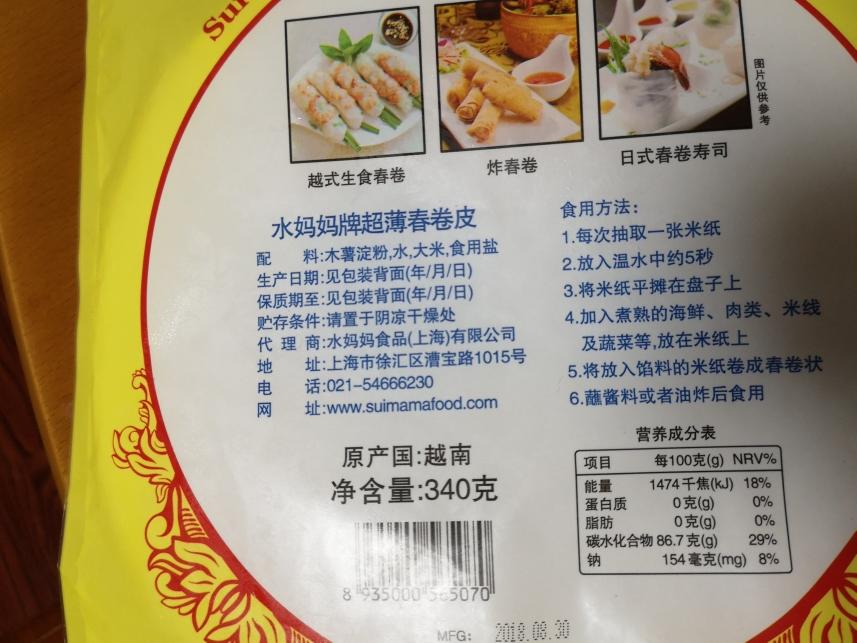 Sui
图片仅供参考
越式生食春卷
炸春卷
日式春卷寿司
水妈妈牌超薄春卷皮
配 料:木薯淀粉,水,大米,食用盐
生产日期:见包装背面(年/月/日)
保质期至:见包装背面(年/月/日)
贮存条件:请置于阴凉干燥处
代 理 商:水妈妈食品(上海)有限公司
地 址:上海市徐汇区漕宝路1015号
电 话:021-54666230
网 址:www.suimamafood.com
食用方法:
1.每次抽取一张米纸
2.放入温水中约5秒
3.将米纸平摊在盘子上
4.加入煮熟的海鲜、肉类、米线
及蔬菜等,放在米纸上
5.将放入馅料的米纸卷成春卷状
6.蘸酱料或者油炸后食用
原产国:越南
净含量:340克
营养成分表
项目 每100克(g) NRV%
能量 1474千焦(kJ) 18%
蛋白质 0克(g) 0%
脂肪 0克(g) 0%
碳水化合物 86.7克(g) 29%
钠 154毫克(mg) 8%
8 935000 565070
MFG: 2018.08.30